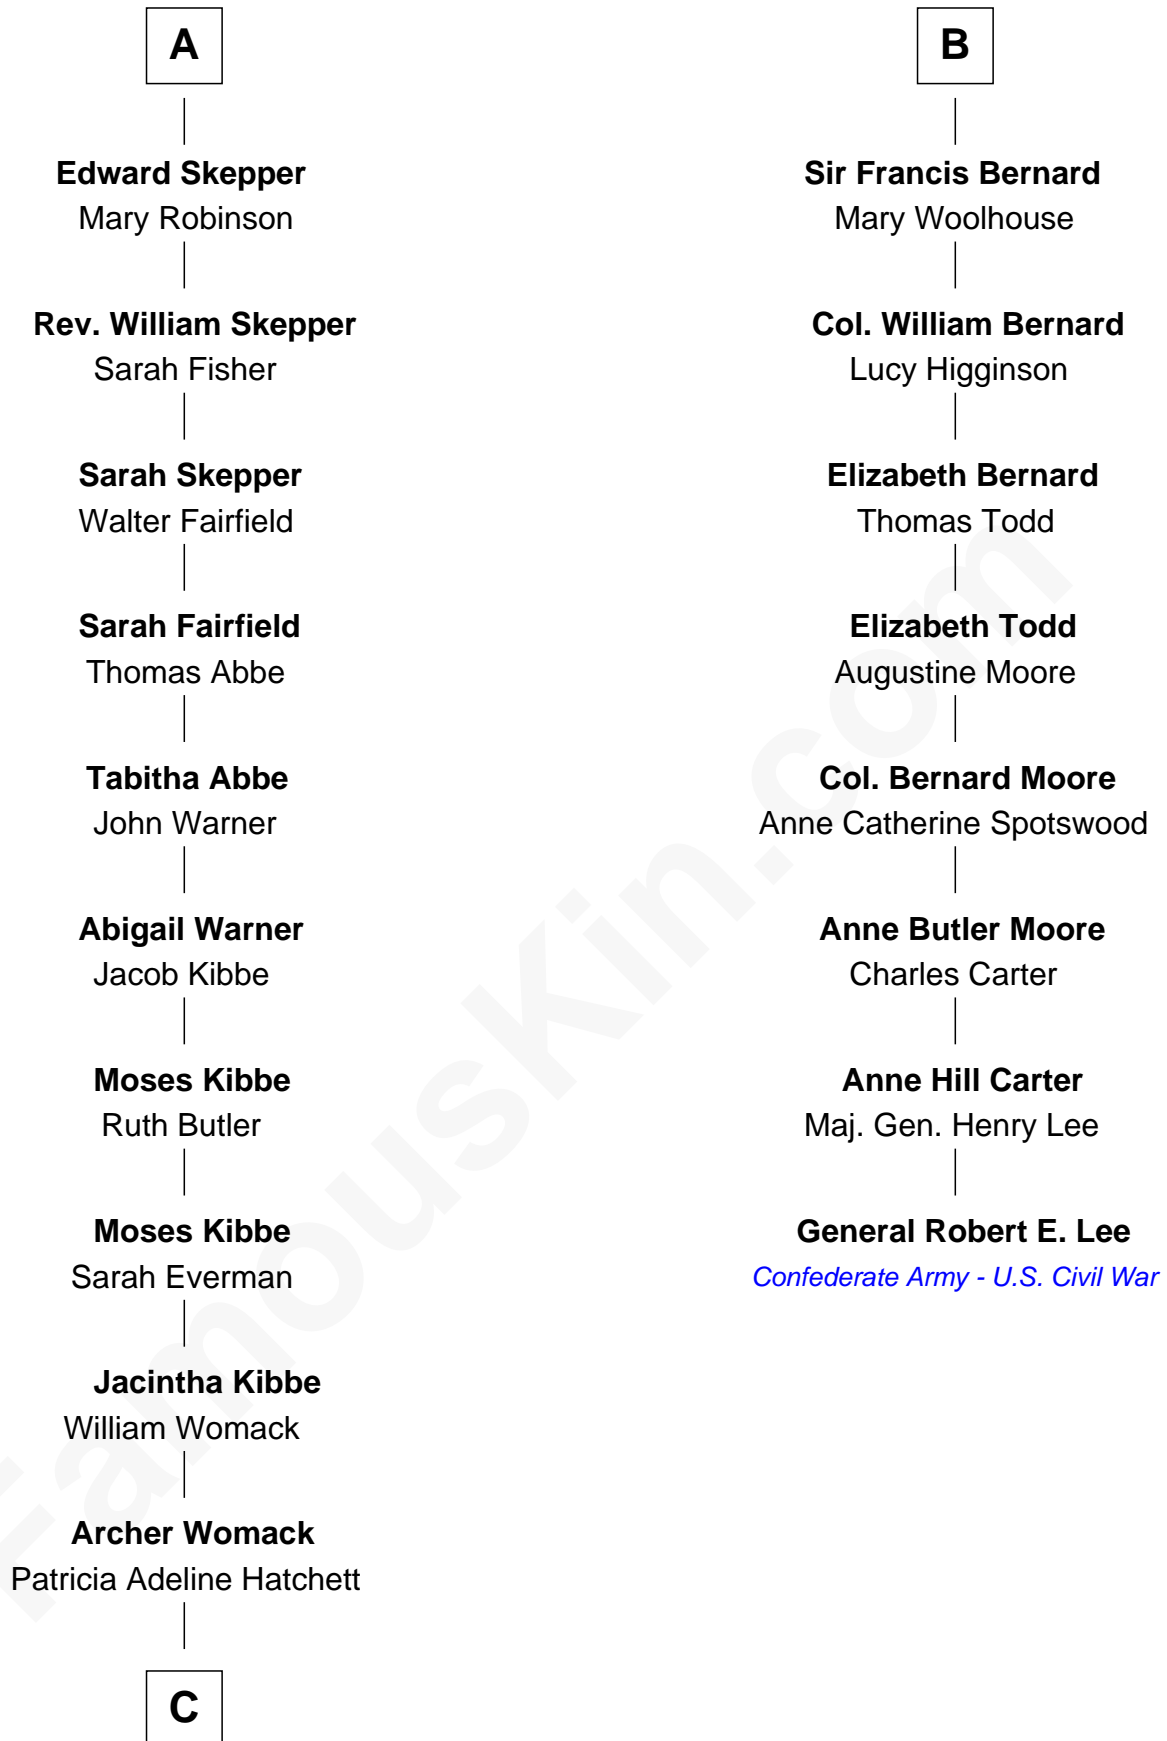 A
Edward Skepper
Mary Robinson
Rev. William Skepper
Sarah Fisher
Sarah Skepper
Walter Fairfield
Sarah Fairfield
Thomas Abbe
Tabitha Abbe
John Warner
Abigail Warner
Jacob Kibbe
Moses Kibbe
Ruth Butler
Moses Kibbe
Sarah Everman
Jacintha Kibbe
William Womack
Archer Womack
Patricia Adeline Hatchett
C
B
Sir Francis Bernard
Mary Woolhouse
Col. William Bernard
Lucy Higginson
Elizabeth Bernard
Thomas Todd
Elizabeth Todd
Augustine Moore
Col. Bernard Moore
Anne Catherine Spotswood
Anne Butler Moore
Charles Carter
Anne Hill Carter
Maj. Gen. Henry Lee
General Robert E. Lee
Confederate Army - U.S. Civil War
FamousKin.com